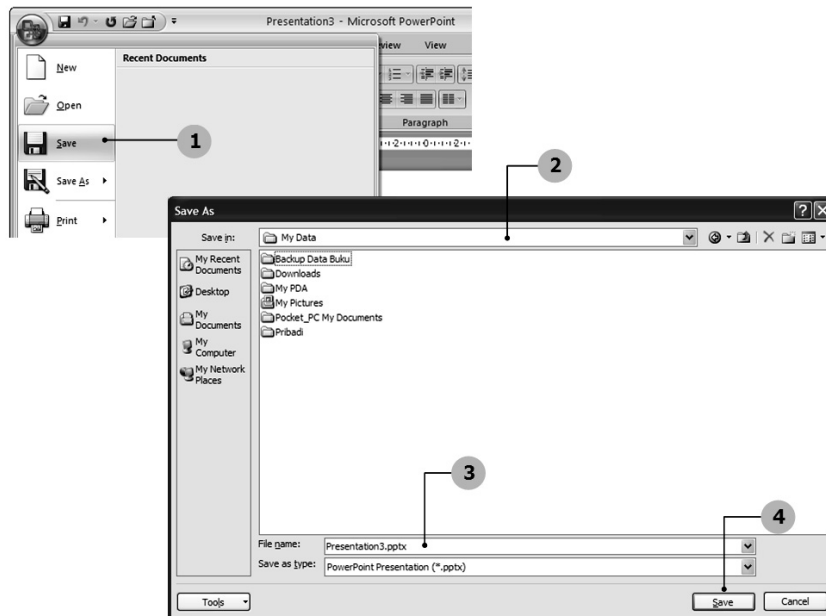 Presentation3 - Microsoft PowerPoint
View
Recent Documents
New
Open
Save
1
Paragraph
2
Save As
Print
Save As
Save in:
My Data
My Recent
Documents
Desktop
My
Documents
My
Computer
My Network
Places
Backup Data Buku
Downloads
My PDA
My Pictures
Pocket_PC My Documents
Pribadi
3
4
File name:
Presentation3.pptx
Save as type:
PowerPoint Presentation (*.pptx)
Tools
Save
Cancel